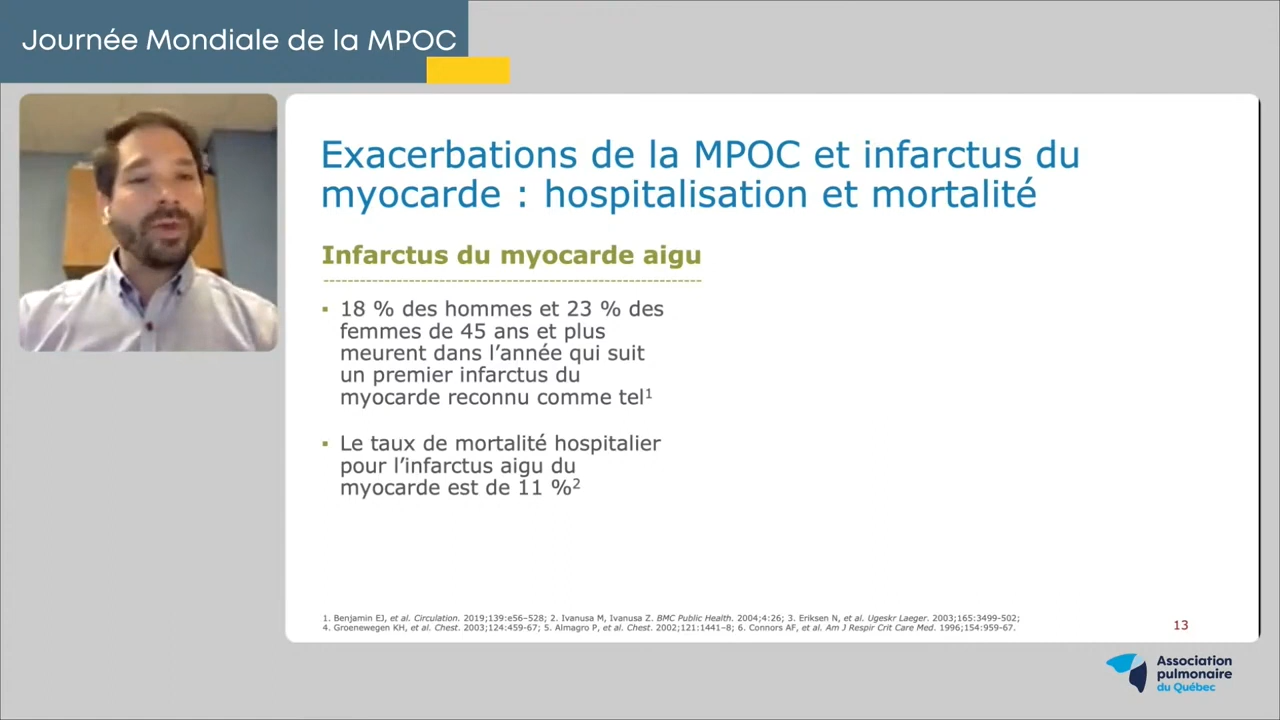 Journée Mondiale de la MPOC
Exacerbations de la MPOC et infarctus du
myocarde : hospitalisation et mortalité
Infarctus du myocarde aigu
▪ 18 % des hommes et 23 % des
femmes de 45 ans et plus
meurent dans l’année qui suit
un premier infarctus du
myocarde reconnu comme tel¹
▪ Le taux de mortalité hospitalier
pour l’infarctus aigu du
myocarde est de 11 %²
1. Benjamin EJ, et al. Circulation. 2019;139:e56–528; 2. Ivanusa M, Ivanusa Z. BMC Public Health. 2004;4:26; 3. Eriksen N, et al. Ugeskr Laeger. 2003;165:3499-502;
4. Groenewegen KH, et al. Chest. 2003;124:459-67; 5. Almagro P, et al. Chest. 2002;121:1441–8; 6. Connors AF, et al. Am J Respir Crit Care Med. 1996;154:959-67.
13
Association
pulmonaire
du Québec